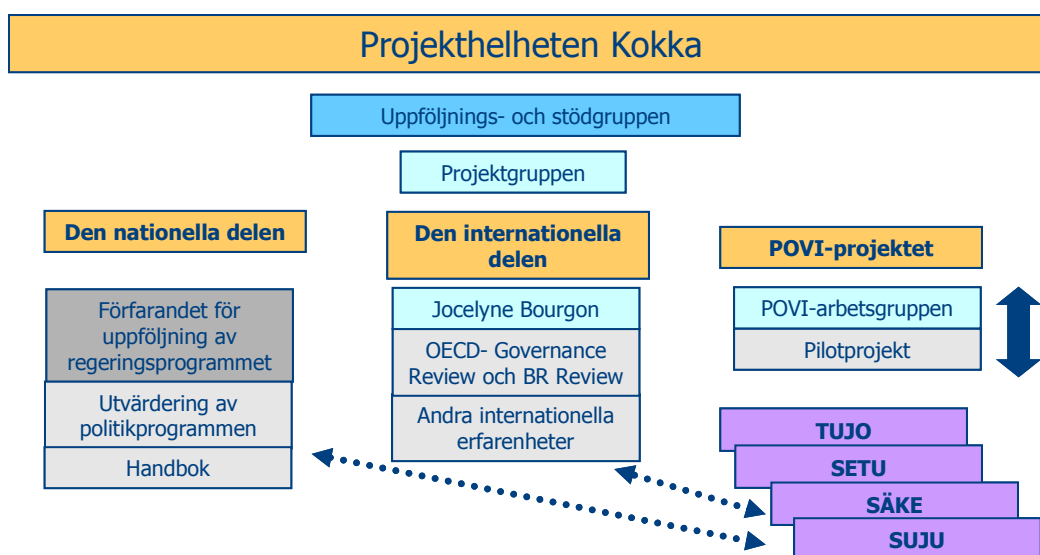 Projekthelheten Kokka
Uppföljnings- och stödgruppen
Projektgruppen
Den nationella delen
Förfarandet för
uppföljning av
regeringsprogrammet
Utvärdering av
politikprogrammen
Handbok
Den internationella
delen
Jocelyne Bourgon
OECD- Governance
Review och BR Review
Andra internationella
erfarenheter
POVI-projektet
POVI-arbetsgruppen
Pilotprojekt
TUJO
SETU
SÄKE
SUJU